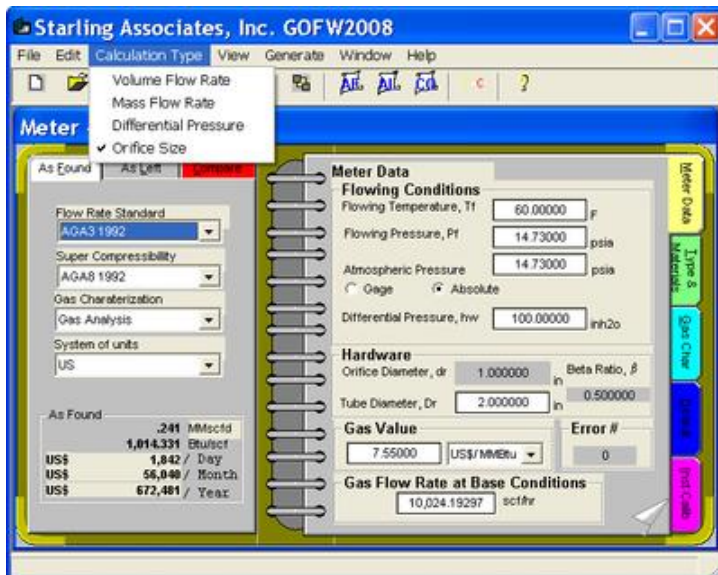 Starling Associates, Inc. GOFW2008
File Edit Calculation Type View Generate Window Help
Volume Flow Rate
Mass Flow Rate
Differential Pressure
Orifice Size
Meter
As Found As Left Compare
Flow Rate Standard
AGA3 1992
Super Compressibility
AGA8 1992
Gas Charaterization
Gas Analysis
System of units
US
As Found
.241 MMscfd
1,014.331 Btu/scf
US$ 1,842 / Day
US$ 56,040 / Month
US$ 672,481 / Year
Meter Data
Flowing Conditions
Flowing Temperature, Tf 60.00000 F
Flowing Pressure, Pf 14.73000 psia
Atmospheric Pressure 14.73000 psia
Gage Absolute
Differential Pressure, hw 100.00000 inh2o
Hardware
Orifice Diameter, dr 1.000000 in Beta Ratio, β
Tube Diameter, Dr 2.000000 in 0.500000
Gas Value Error #
7.55000 US$/MMBtu 0
Gas Flow Rate at Base Conditions
10,024.19297 scf/hr
Meter Data
Type & Materials
Gas Char